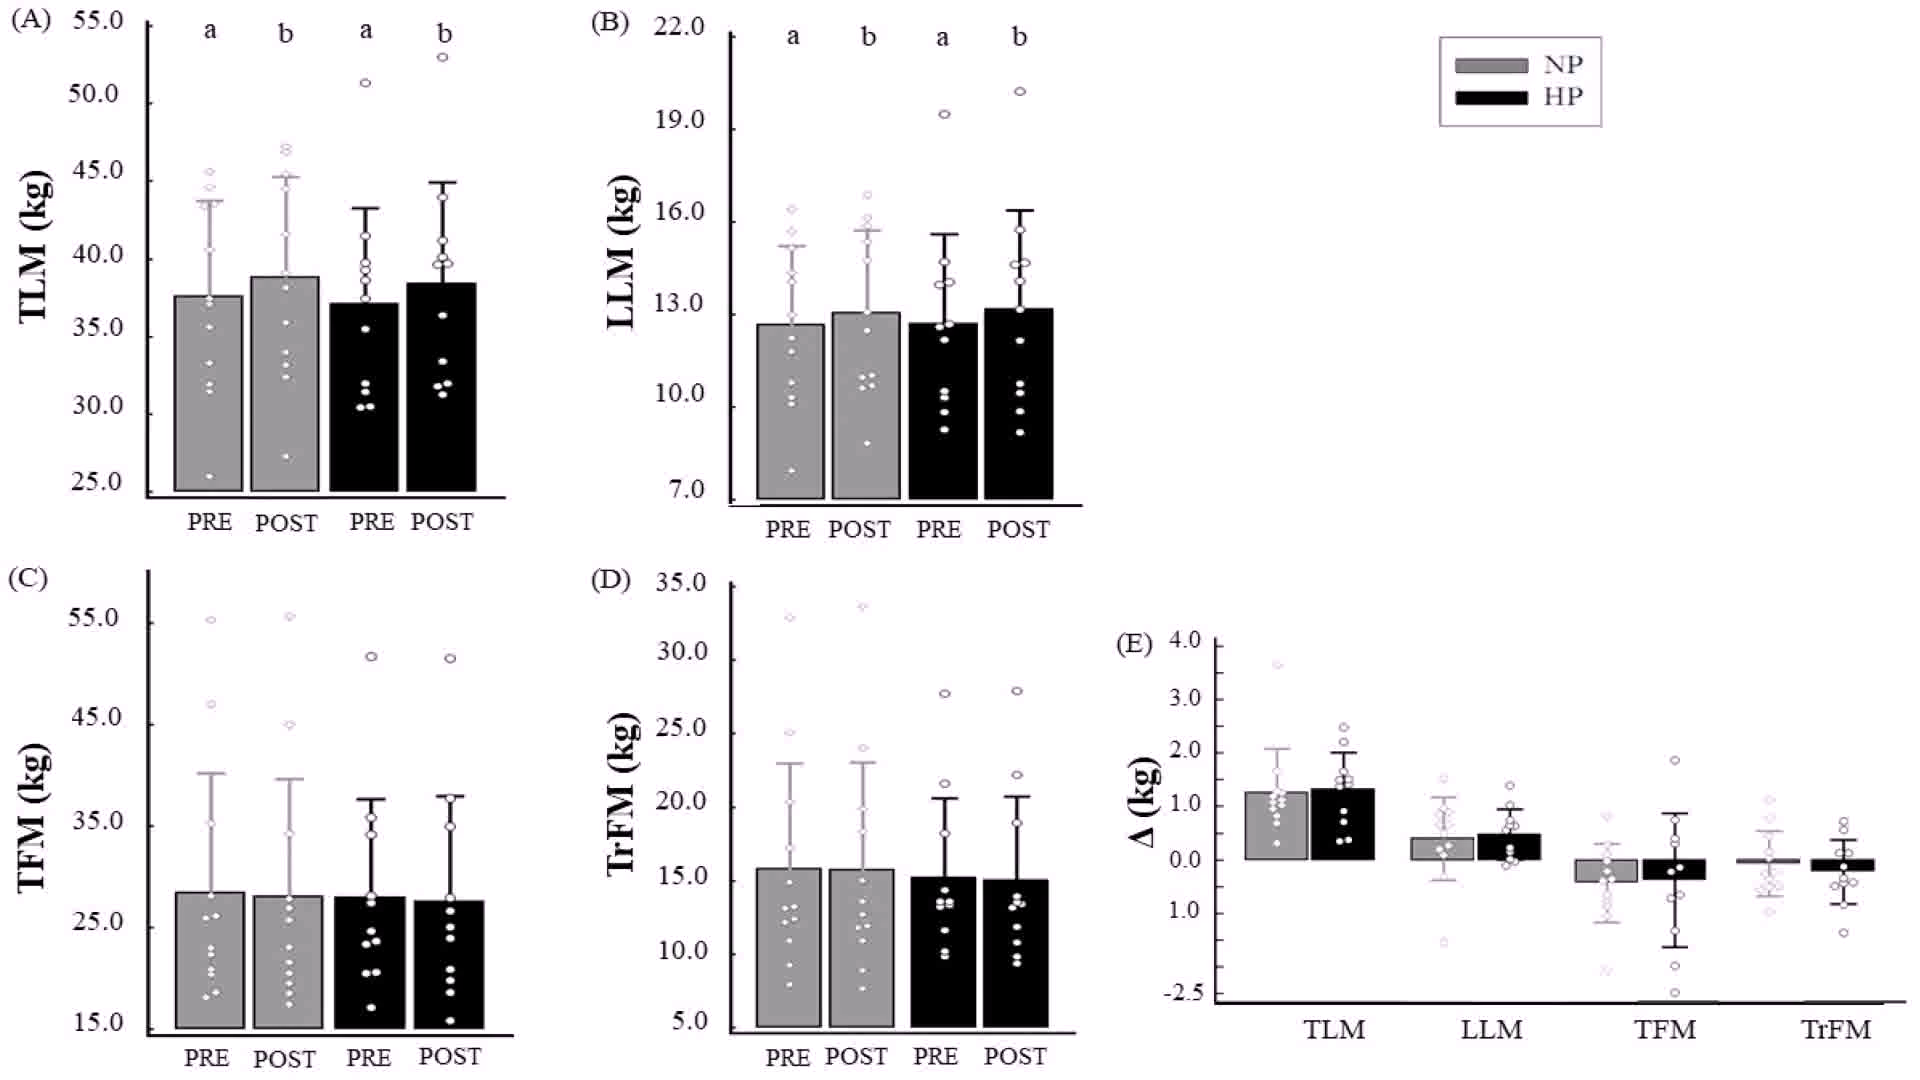 (A)
TLM (kg)
55.0
50.0
45.0
40.0
35.0
30.0
25.0
a b a b
PRE POST PRE POST
(B)
LLM (kg)
22.0
19.0
16.0
13.0
10.0
7.0
a b a b
PRE POST PRE POST
NP
HP
(C)
TFM (kg)
55.0
45.0
35.0
25.0
15.0
PRE POST PRE POST
(D)
TrFM (kg)
35.0
30.0
25.0
20.0
15.0
10.0
5.0
PRE POST PRE POST
(E)
Δ (kg)
4.0
3.0
2.0
1.0
0.0
1.0
-2.5
TLM LLM TFM TrFM